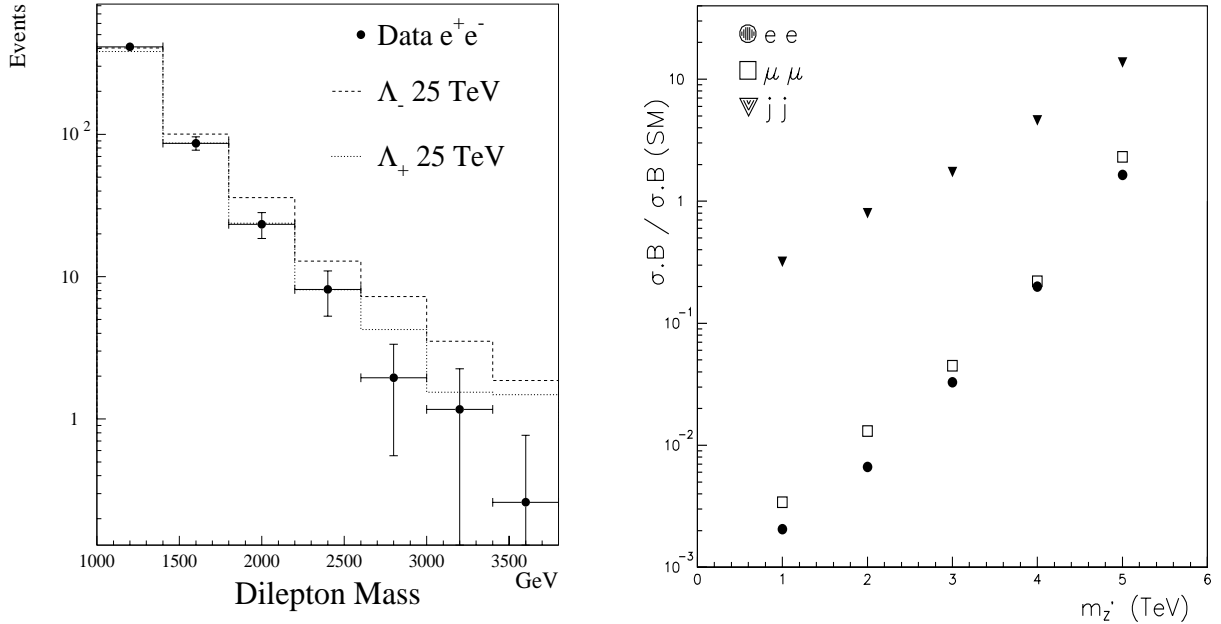 Events
Data e⁺e⁻
Λ₋ 25 TeV
Λ₊ 25 TeV
10²
10
1
1000 1500 2000 2500 3000 3500
GeV
Dilepton Mass
σ.B / σ.B (SM)
e e
μ μ
j j
10
1
10⁻¹
10⁻²
10⁻³
0 1 2 3 4 5 6
m_z' (TeV)